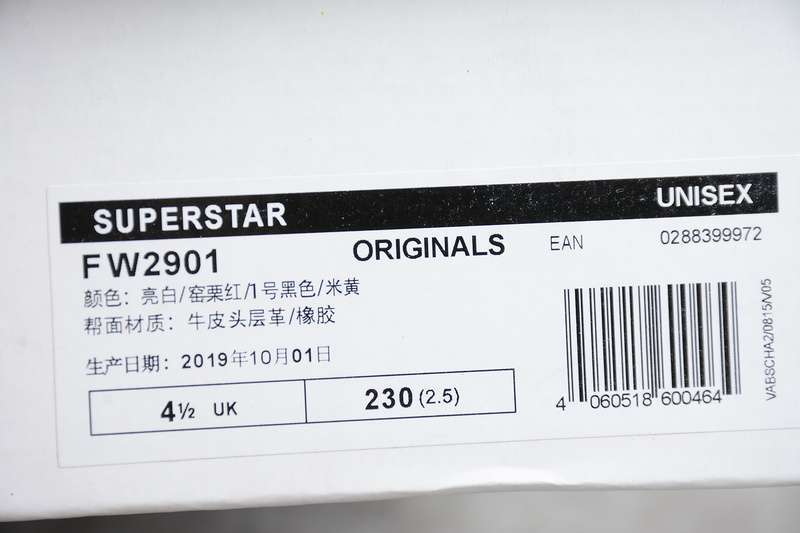 SUPERSTAR UNISEX
FW2901 ORIGINALS EAN 0288399972
颜色：亮白/窑栗红/1号黑色/米黄
帮面材质：牛皮头层革/橡胶
生产日期：2019年10月01日
4½ UK 230 (2.5)
4 060518 600464
VABSCHA2/0815/V05